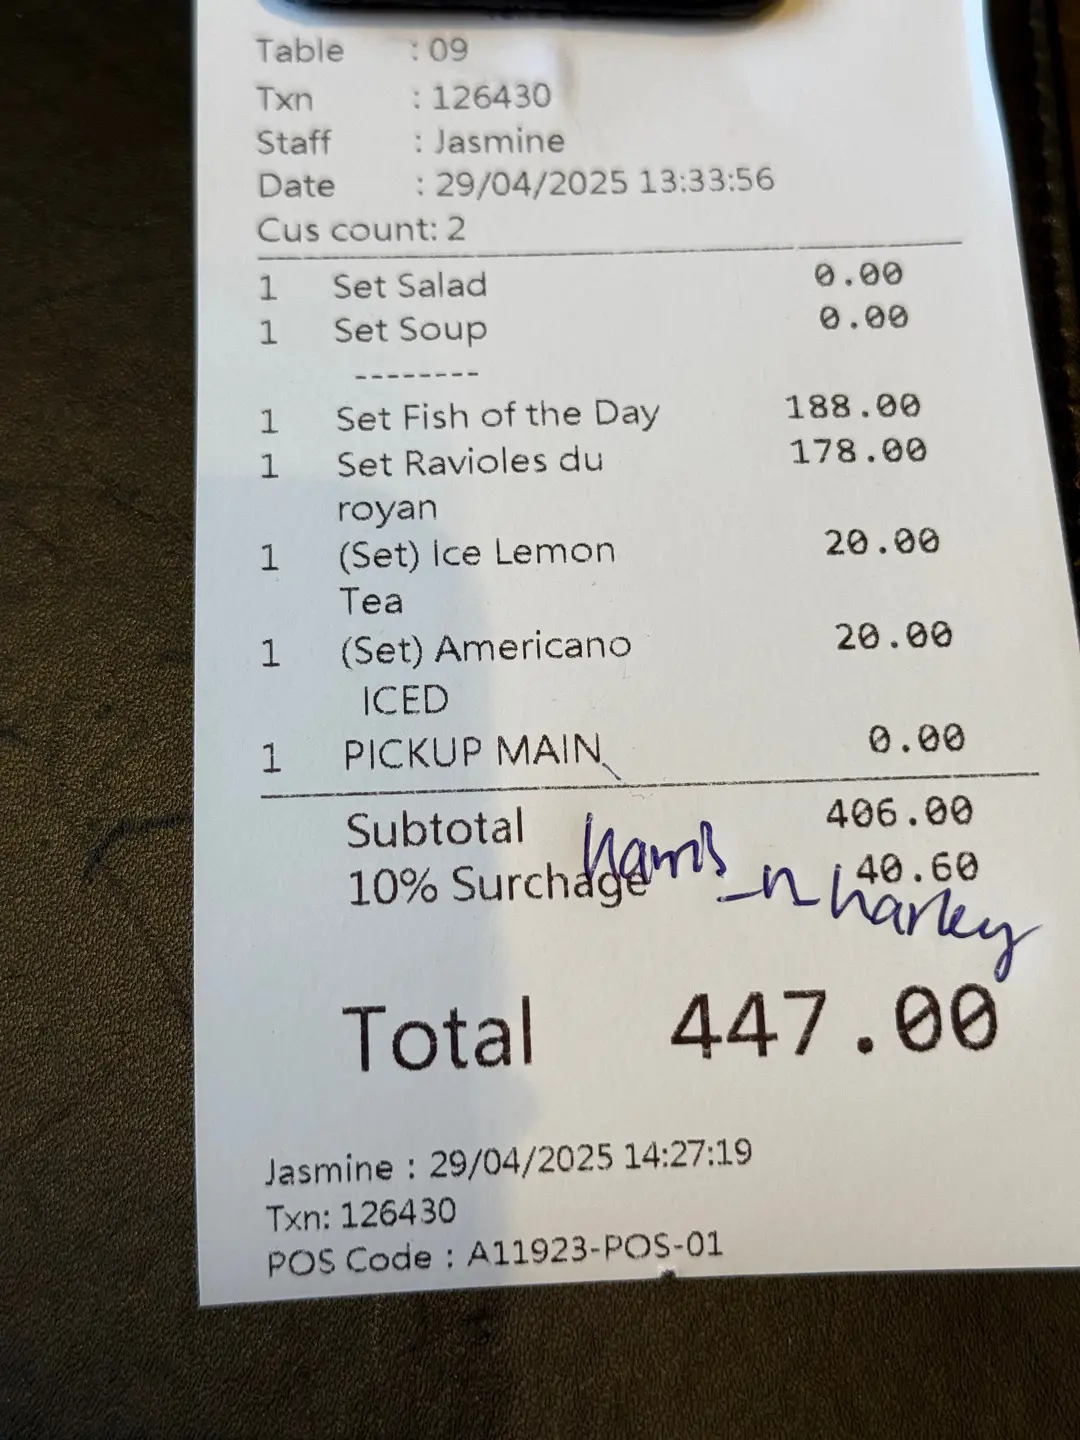 Table : 09
Txn : 126430
Staff : Jasmine
Date : 29/04/2025 13:33:56
Cus count: 2
1 Set Salad 0.00
1 Set Soup 0.00
--------
1 Set Fish of the Day 188.00
1 Set Ravioles du 178.00
royan
1 (Set) Ice Lemon 20.00
Tea
1 (Set) Americano 20.00
ICED
1 PICKUP MAIN 0.00
Subtotal 406.00
10% Surchage 40.60
harris_n_harley
Total 447.00
Jasmine : 29/04/2025 14:27:19
Txn: 126430
POS Code : A11923-POS-01